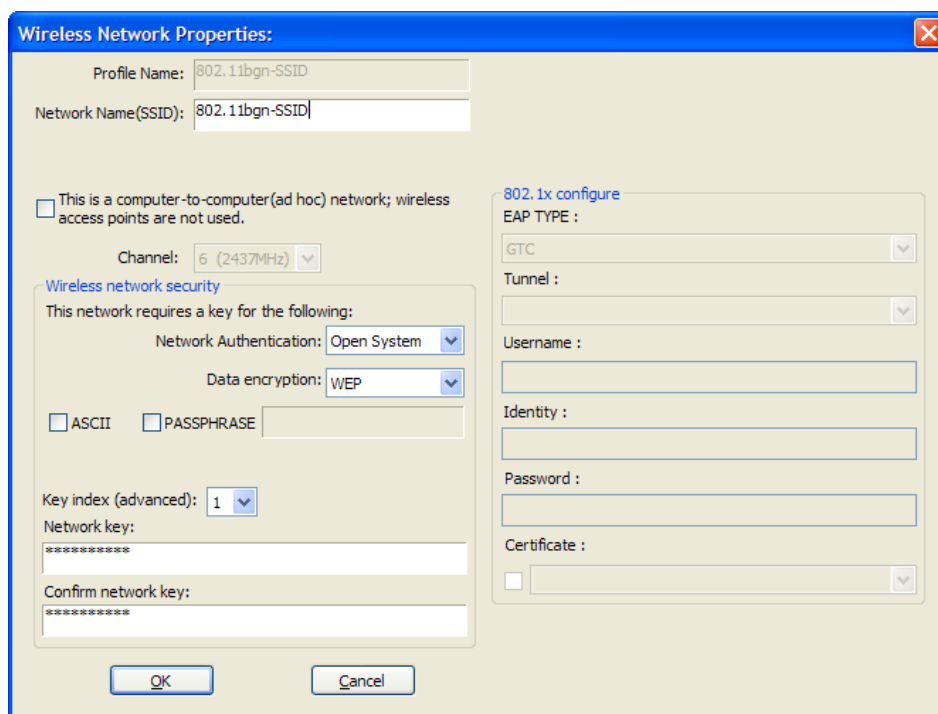 Wireless Network Properties:
Profile Name: 802.11bgn-SSID
Network Name(SSID): 802.11bgn-SSID
This is a computer-to-computer(ad hoc) network; wireless
access points are not used.
Channel: 6 (2437MHz)
Wireless network security
This network requires a key for the following:
Network Authentication: Open System
Data encryption: WEP
ASCII PASSPHRASE
Key index (advanced): 1
Network key:
**********
Confirm network key:
**********
802.1x configure
EAP TYPE :
GTC
Tunnel :
Username :
Identity :
Password :
Certificate :
OK Cancel